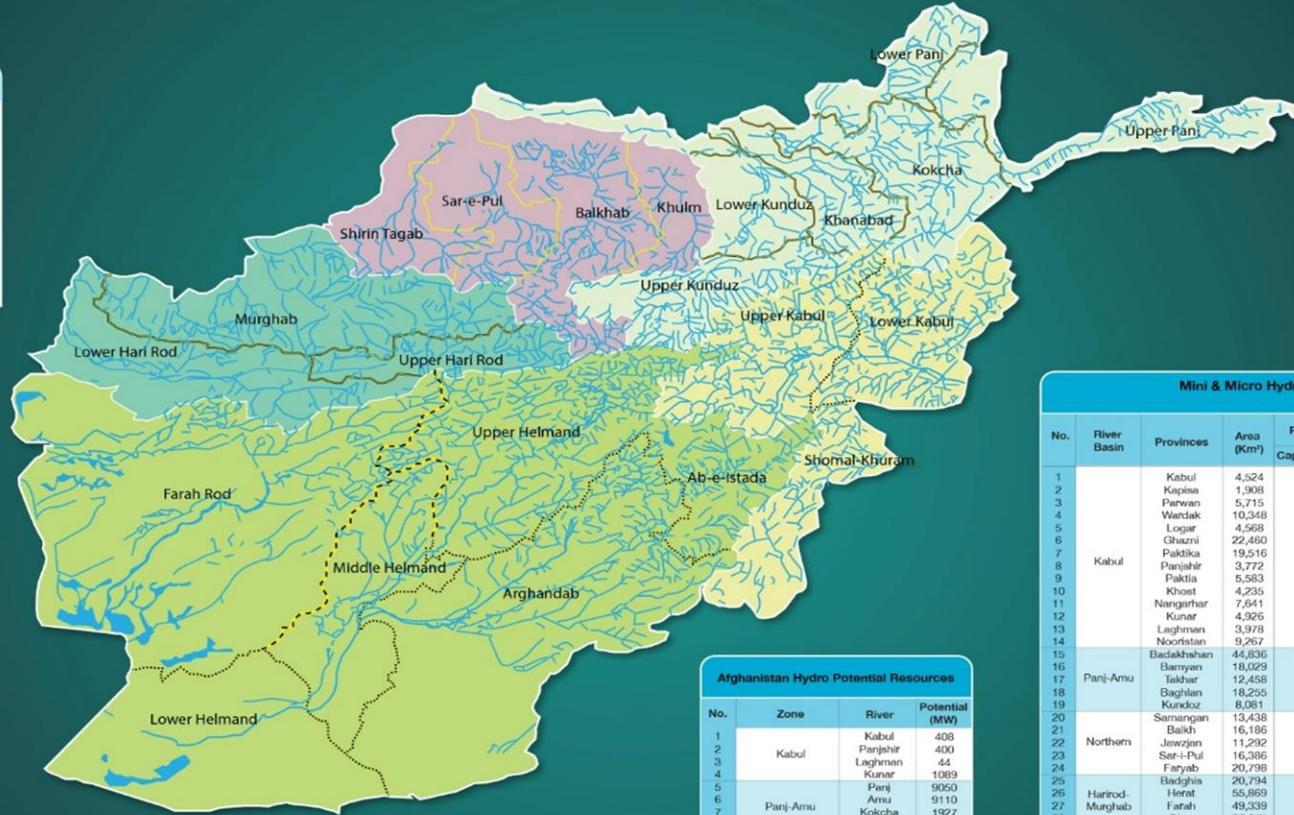 Lower Panj
Upper Panj
Kokcha
Sar-e-Pul
Balkhab
Khulm
Lower Kunduz
Khanabad
Shirin Tagab
Upper Kunduz
Murghab
Upper Kabul
Lower Kabul
Lower Hari Rod
Upper Hari Rod
Upper Helmand
Shomal-Khuram
Ab-e-Istada
Farah Rod
Middle Helmand
Arghandab
Lower Helmand
Afghanistan Hydro Potential Resources
No. Zone River Potential (MW)
1 Kabul Kabul 408
2 Panjshir 400
3 Laghman 44
4 Kunar 1089
5 Panj-Amu Panj 9050
6 Amu 9110
7 Kokcha 1927
Mini & Micro Hyd
No. River Basin Provinces Area (Km²)
1 Kabul Kabul 4,524
2 Kapisa 1,908
3 Parwan 5,715
4 Wardak 10,348
5 Logar 4,568
6 Ghazni 22,460
7 Paktika 19,516
8 Panjshir 3,772
9 Paktia 5,583
10 Khost 4,235
11 Nangarhar 7,641
12 Kunar 4,926
13 Laghman 3,978
14 Nooristan 9,267
15 Panj-Amu Badakhshan 44,836
16 Bamyan 18,029
17 Takhar 12,458
18 Baghlan 18,255
19 Kundoz 8,081
20 Northern Samangan 13,438
21 Balkh 16,186
22 Jawzjan 11,292
23 Sar-i-Pul 16,386
24 Faryab 20,798
25 Harirod-Murghab Badghis 20,794
26 Herat 55,869
27 Farah 49,339